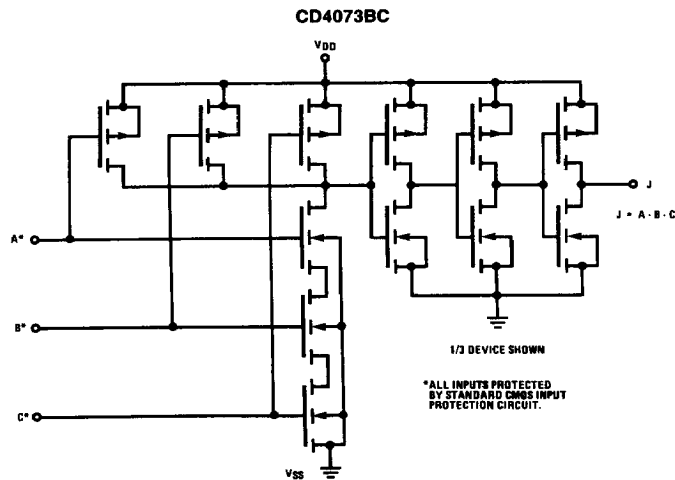 CD4073BC
VDD
J
J = A · B · C
A*
B*
C*
1/3 DEVICE SHOWN
*ALL INPUTS PROTECTED
BY STANDARD CMOS INPUT
PROTECTION CIRCUIT.
VSS